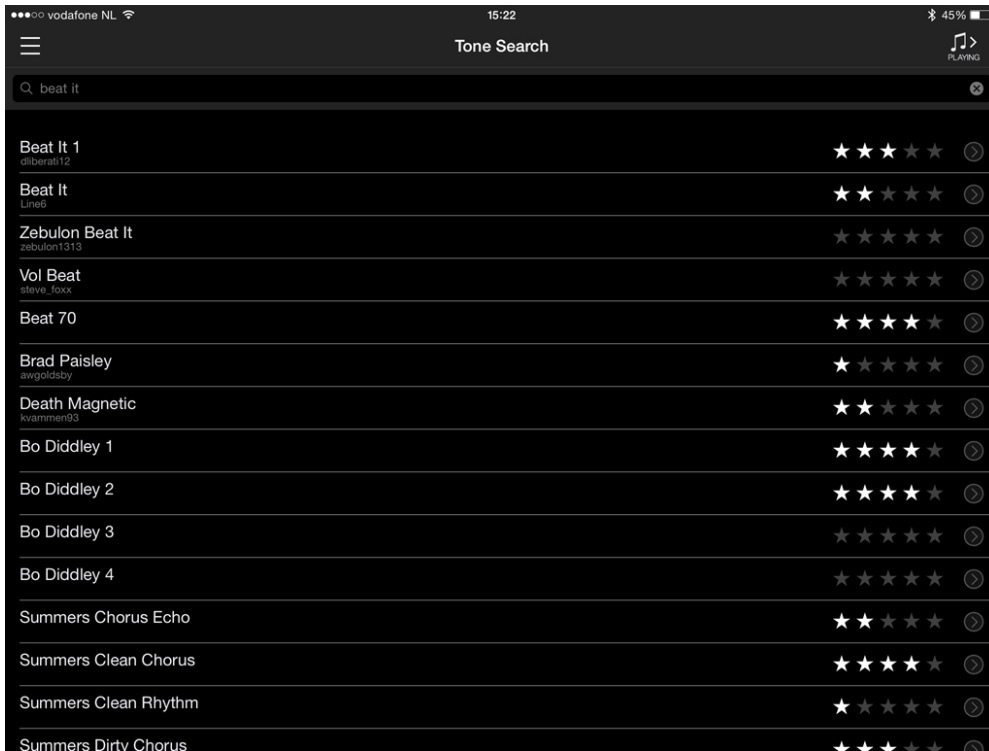 vodafone NL
15:22
45%
Tone Search
PLAYING
beat it
Beat It 1
dliberati12
Beat It
Line6
Zebulon Beat It
zebulon1313
Vol Beat
steve_foxx
Beat 70
Brad Paisley
awgoldsby
Death Magnetic
kvammen93
Bo Diddley 1
Bo Diddley 2
Bo Diddley 3
Bo Diddley 4
Summers Chorus Echo
Summers Clean Chorus
Summers Clean Rhythm
Summers Dirty Chorus